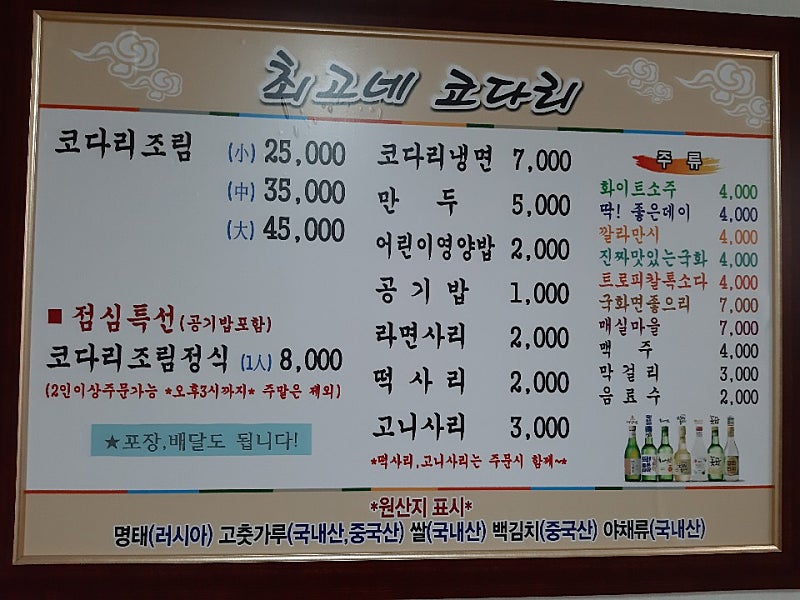 최고네 코다리
코다리조림 (小) 25,000
(中) 35,000
(大) 45,000
■ 점심특선(공기밥포함)
코다리조림정식 (1人) 8,000
(2인이상주문가능 *오후3시까지* 주말은 제외)
★포장,배달도 됩니다!
코다리냉면 7,000
만 두 5,000
어린이영양밥 2,000
공 기 밥 1,000
라면사리 2,000
떡 사 리 2,000
고니사리 3,000
*떡사리,고니사리는 주문시 함께~*
주 류
화이트소주 4,000
딱! 좋은데이 4,000
깔라만시 4,000
진짜맛있는국화 4,000
트로피칼톡소다 4,000
국화면좋으리 7,000
매실마을 7,000
맥 주 4,000
막 걸 리 3,000
음 료 수 2,000
*원산지 표시*
명태(러시아) 고춧가루(국내산,중국산) 쌀(국내산) 백김치(중국산) 야채류(국내산)